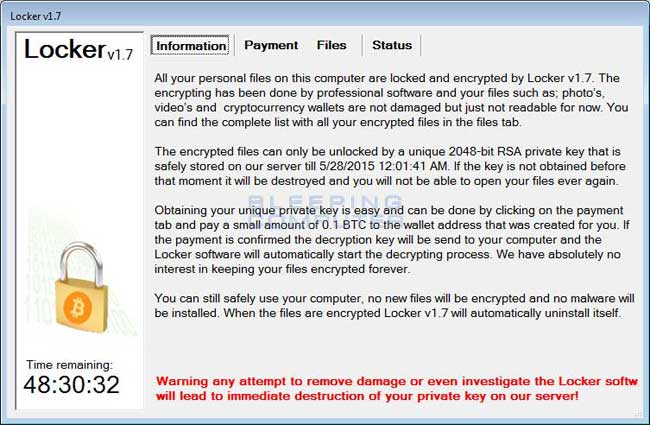 Locker v1.7
Locker v1.7
Information Payment Files Status
All your personal files on this computer are locked and encrypted by Locker v1.7. The
encrypting has been done by professional software and your files such as; photo's,
video's and cryptocurrency wallets are not damaged but just not readable for now. You
can find the complete list with all your encrypted files in the files tab.
The encrypted files can only be unlocked by a unique 2048-bit RSA private key that is
safely stored on our server till 5/28/2015 12:01:41 AM. If the key is not obtained before
that moment it will be destroyed and you will not be able to open your files ever again.
BLEEPING
COMPUTER
Obtaining your unique private key is easy and can be done by clicking on the payment
tab and pay a small amount of 0.1 BTC to the wallet address that was created for you. If
the payment is confirmed the decryption key will be send to your computer and the
Locker software will automatically start the decrypting process. We have absolutely no
interest in keeping your files encrypted forever.
You can still safely use your computer, no new files will be encrypted and no malware will
be installed. When the files are encrypted Locker v1.7 will automatically uninstall itself.
Time remaining:
48:30:32
Warning any attempt to remove damage or even investigate the Locker softw
will lead to immediate destruction of your private key on our server!